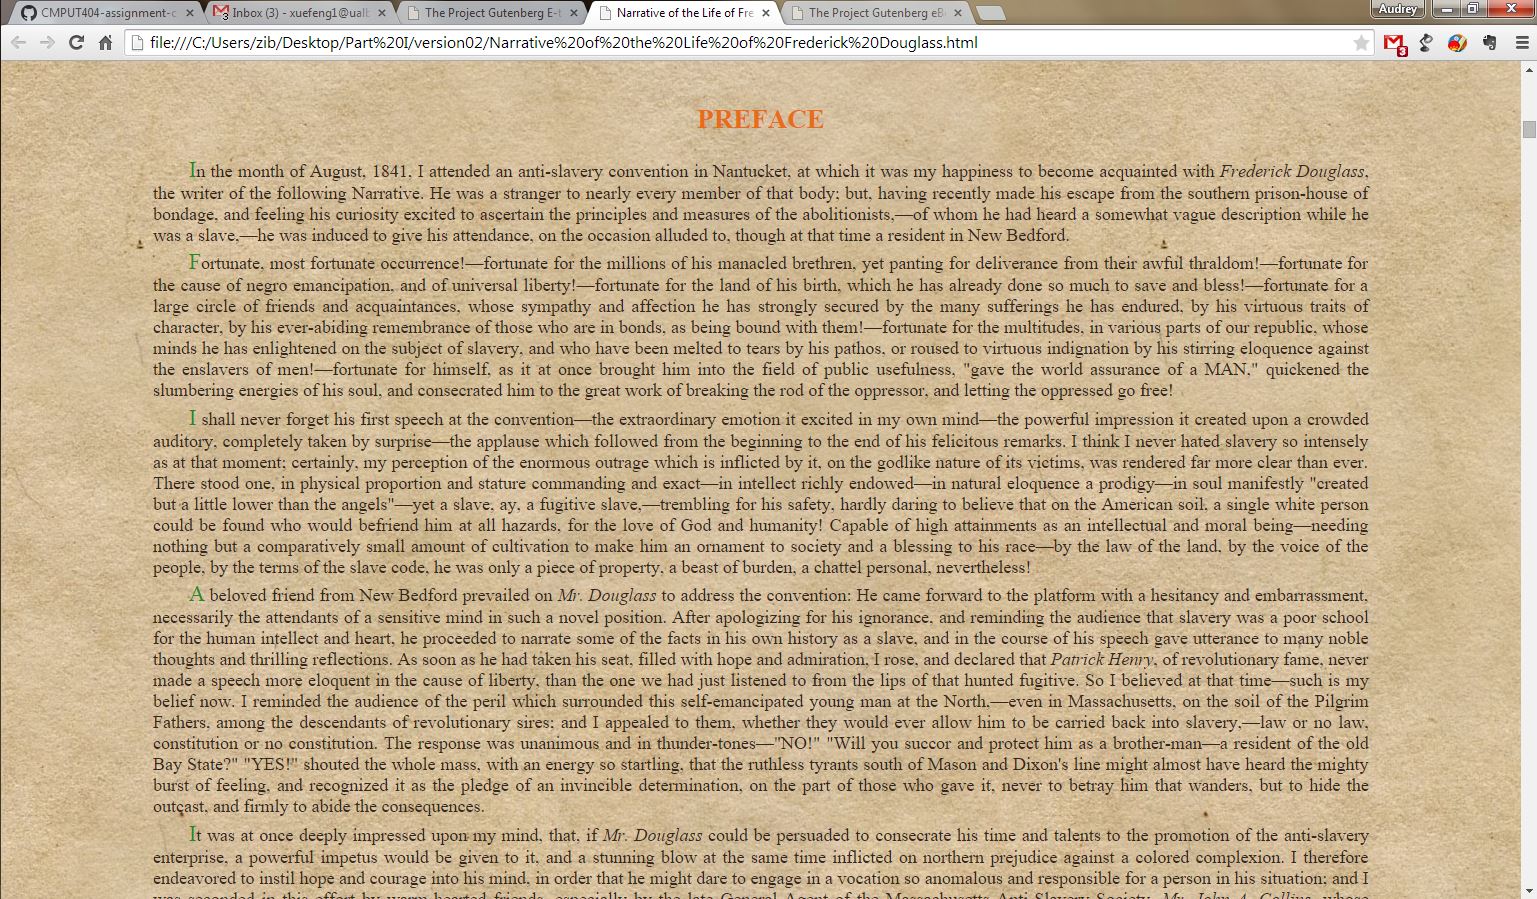 CMPUT404-assignment-c
Inbox (3) - xuefeng1@ualb
The Project Gutenberg E-t
Narrative of the Life of Fre
The Project Gutenberg eB
Audrey
file:///C:/Users/zib/Desktop/Part%20I/version02/Narrative%20of%20the%20Life%20of%20Frederick%20Douglass.html
3
PREFACE
In the month of August, 1841, I attended an anti-slavery convention in Nantucket, at which it was my happiness to become acquainted with Frederick Douglass,
the writer of the following Narrative. He was a stranger to nearly every member of that body; but, having recently made his escape from the southern prison-house of
bondage, and feeling his curiosity excited to ascertain the principles and measures of the abolitionists,—of whom he had heard a somewhat vague description while he
was a slave,—he was induced to give his attendance, on the occasion alluded to, though at that time a resident in New Bedford.
Fortunate, most fortunate occurrence!—fortunate for the millions of his manacled brethren, yet panting for deliverance from their awful thraldom!—fortunate for
the cause of negro emancipation, and of universal liberty!—fortunate for the land of his birth, which he has already done so much to save and bless!—fortunate for a
large circle of friends and acquaintances, whose sympathy and affection he has strongly secured by the many sufferings he has endured, by his virtuous traits of
character, by his ever-abiding remembrance of those who are in bonds, as being bound with them!—fortunate for the multitudes, in various parts of our republic, whose
minds he has enlightened on the subject of slavery, and who have been melted to tears by his pathos, or roused to virtuous indignation by his stirring eloquence against
the enslavers of men!—fortunate for himself, as it at once brought him into the field of public usefulness, "gave the world assurance of a MAN," quickened the
slumbering energies of his soul, and consecrated him to the great work of breaking the rod of the oppressor, and letting the oppressed go free!
I shall never forget his first speech at the convention—the extraordinary emotion it excited in my own mind—the powerful impression it created upon a crowded
auditory, completely taken by surprise—the applause which followed from the beginning to the end of his felicitous remarks. I think I never hated slavery so intensely
as at that moment; certainly, my perception of the enormous outrage which is inflicted by it, on the godlike nature of its victims, was rendered far more clear than ever.
There stood one, in physical proportion and stature commanding and exact—in intellect richly endowed—in natural eloquence a prodigy—in soul manifestly "created
but a little lower than the angels"—yet a slave, ay, a fugitive slave,—trembling for his safety, hardly daring to believe that on the American soil, a single white person
could be found who would befriend him at all hazards, for the love of God and humanity! Capable of high attainments as an intellectual and moral being—needing
nothing but a comparatively small amount of cultivation to make him an ornament to society and a blessing to his race—by the law of the land, by the voice of the
people, by the terms of the slave code, he was only a piece of property, a beast of burden, a chattel personal, nevertheless!
A beloved friend from New Bedford prevailed on Mr. Douglass to address the convention: He came forward to the platform with a hesitancy and embarrassment,
necessarily the attendants of a sensitive mind in such a novel position. After apologizing for his ignorance, and reminding the audience that slavery was a poor school
for the human intellect and heart, he proceeded to narrate some of the facts in his own history as a slave, and in the course of his speech gave utterance to many noble
thoughts and thrilling reflections. As soon as he had taken his seat, filled with hope and admiration, I rose, and declared that Patrick Henry, of revolutionary fame, never
made a speech more eloquent in the cause of liberty, than the one we had just listened to from the lips of that hunted fugitive. So I believed at that time—such is my
belief now. I reminded the audience of the peril which surrounded this self-emancipated young man at the North,—even in Massachusetts, on the soil of the Pilgrim
Fathers, among the descendants of revolutionary sires; and I appealed to them, whether they would ever allow him to be carried back into slavery,—law or no law,
constitution or no constitution. The response was unanimous and in thunder-tones—"NO!" "Will you succor and protect him as a brother-man—a resident of the old
Bay State?" "YES!" shouted the whole mass, with an energy so startling, that the ruthless tyrants south of Mason and Dixon's line might almost have heard the mighty
burst of feeling, and recognized it as the pledge of an invincible determination, on the part of those who gave it, never to betray him that wanders, but to hide the
outcast, and firmly to abide the consequences.
It was at once deeply impressed upon my mind, that, if Mr. Douglass could be persuaded to consecrate his time and talents to the promotion of the anti-slavery
enterprise, a powerful impetus would be given to it, and a stunning blow at the same time inflicted on northern prejudice against a colored complexion. I therefore
endeavored to instil hope and courage into his mind, in order that he might dare to engage in a vocation so anomalous and responsible for a person in his situation; and I
was seconded in this effort by warm-hearted friends, especially by the late General Agent of the Massachusetts Anti-Slavery Society, Mr. John A. Collins, whose